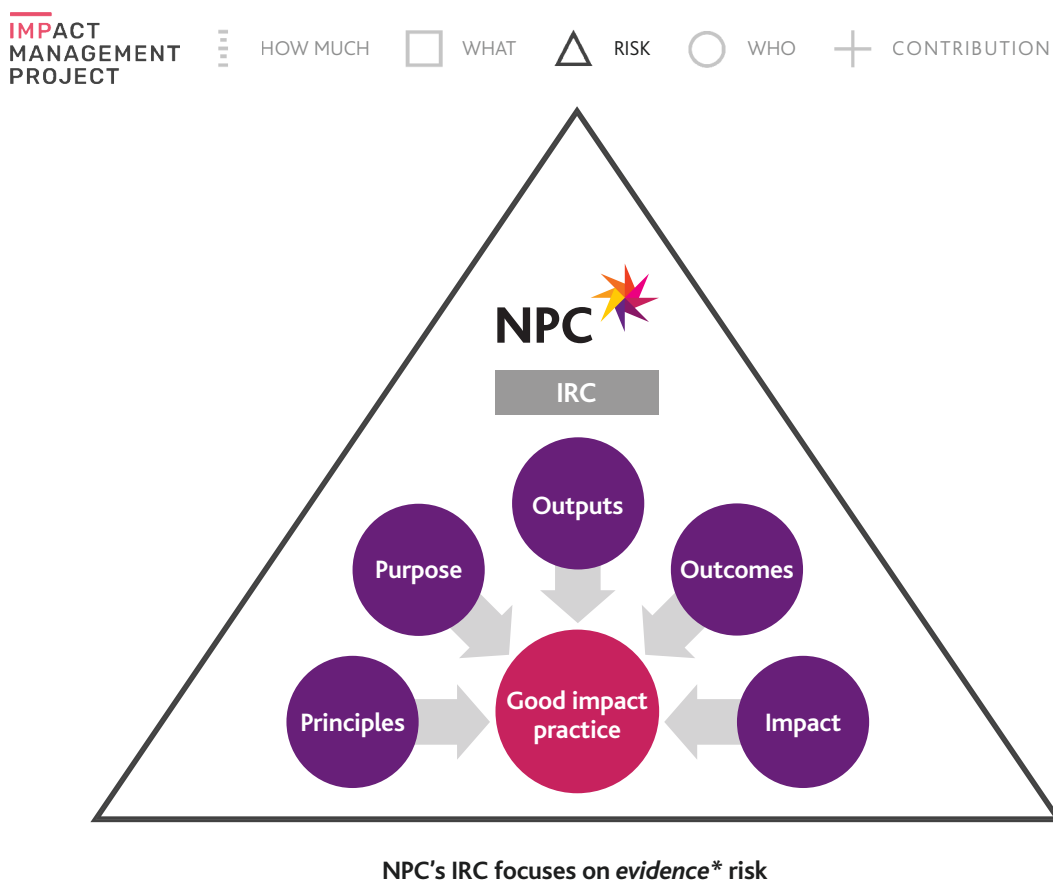 IMPACT
MANAGEMENT
PROJECT
HOW MUCH
WHAT
RISK
WHO
CONTRIBUTION
NPC
IRC
Outputs
Purpose
Outcomes
Principles
Good impact
practice
Impact
NPC's IRC focuses on evidence* risk